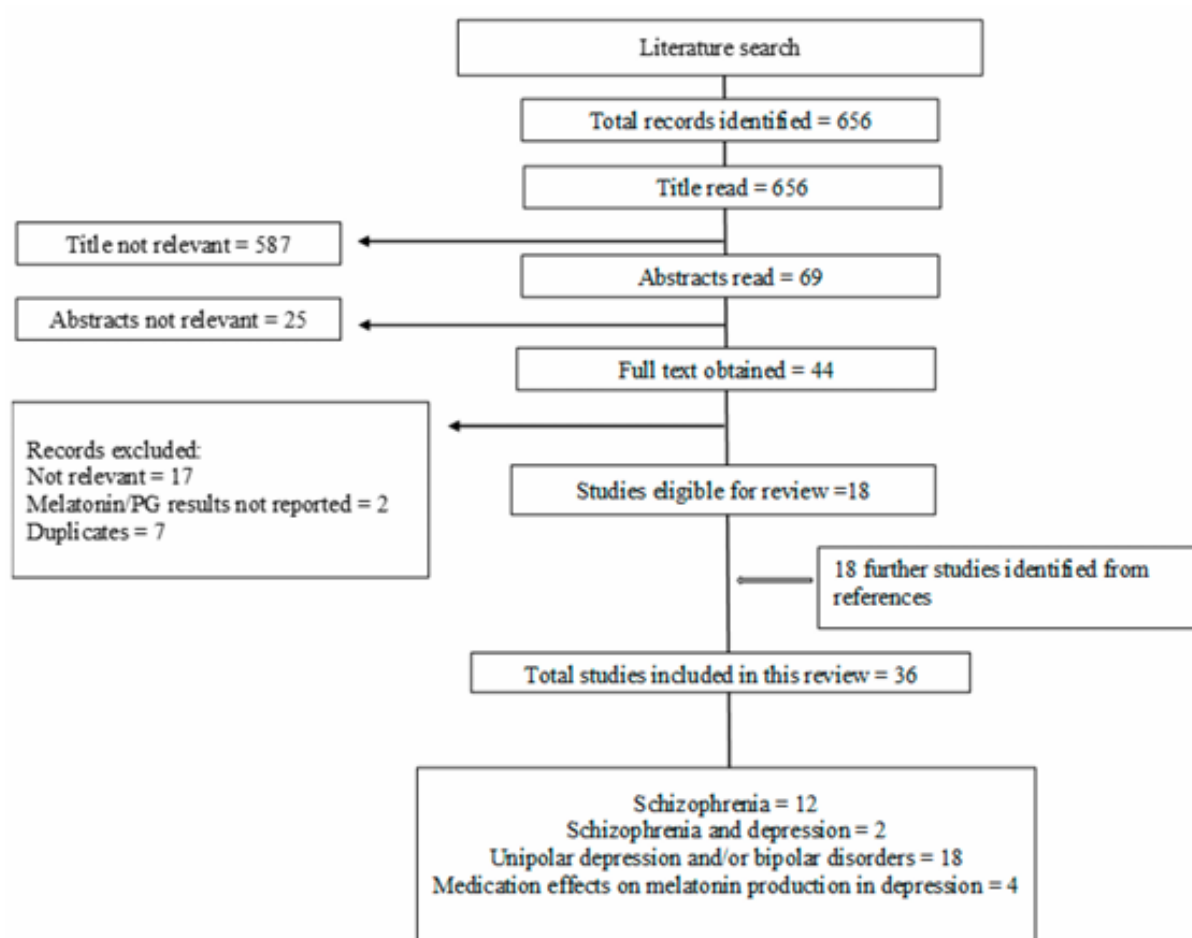 Literature search
Total records identified = 656
Title read = 656
Title not relevant = 587
Abstracts read = 69
Abstracts not relevant = 25
Full text obtained = 44
Records excluded:
Not relevant = 17
Melatonin/PG results not reported = 2
Duplicates = 7
Studies eligible for review =18
18 further studies identified from
references
Total studies included in this review = 36
Schizophrenia = 12
Schizophrenia and depression = 2
Unipolar depression and/or bipolar disorders = 18
Medication effects on melatonin production in depression = 4